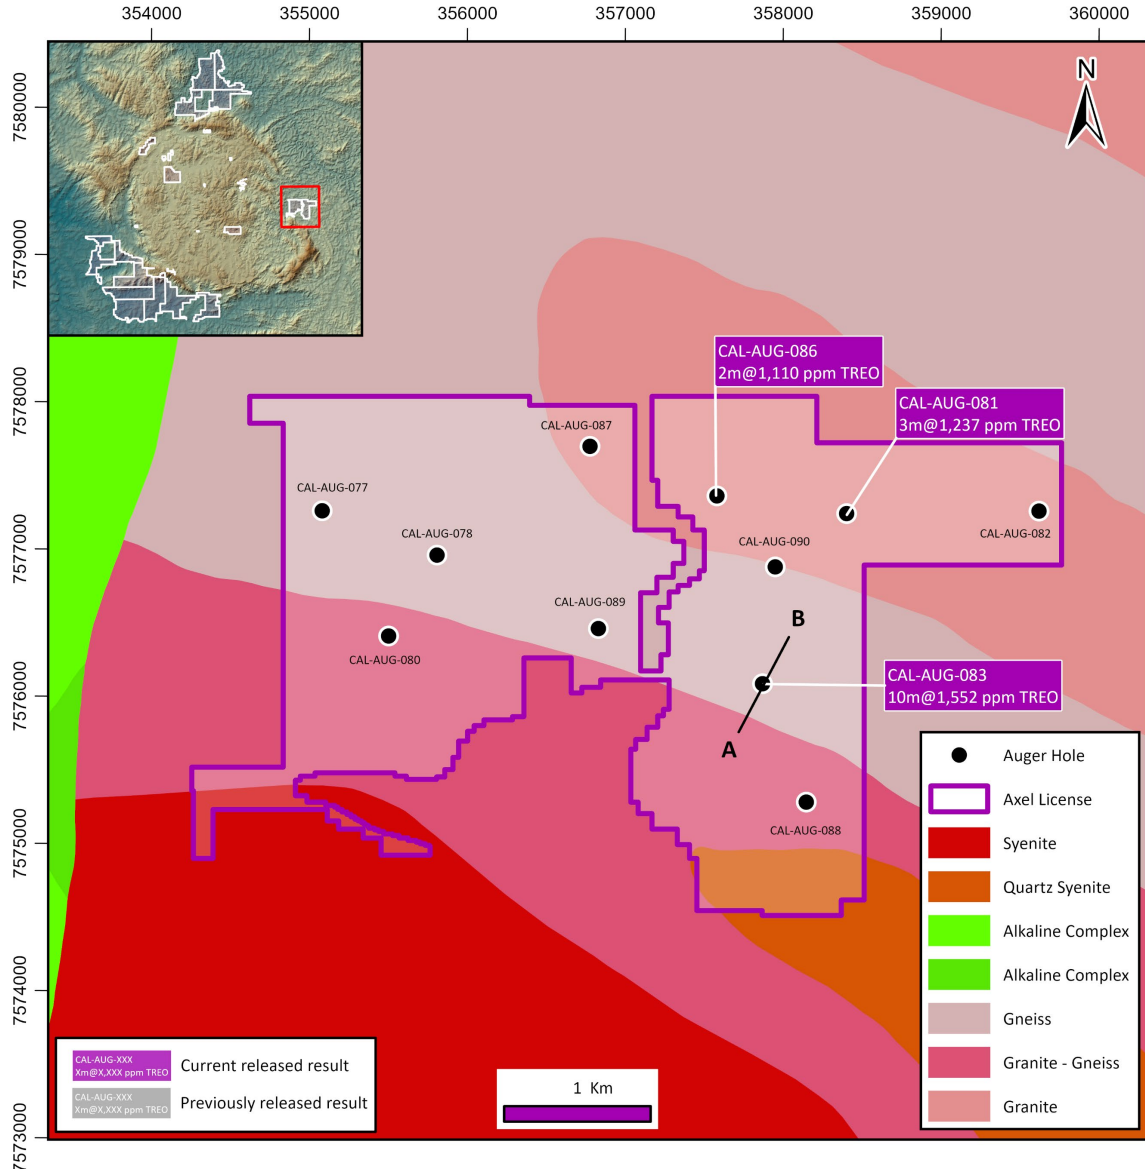 354000
355000
356000
357000
358000
359000
360000
7580000
7579000
7578000
7577000
7576000
7575000
7574000
7573000
N
CAL-AUG-086
2m@1,110 ppm TREO
CAL-AUG-081
3m@1,237 ppm TREO
CAL-AUG-087
CAL-AUG-077
CAL-AUG-078
CAL-AUG-090
CAL-AUG-082
CAL-AUG-089
CAL-AUG-080
B
CAL-AUG-083
10m@1,552 ppm TREO
A
CAL-AUG-088
Auger Hole
Axel License
Syenite
Quartz Syenite
Alkaline Complex
Alkaline Complex
Gneiss
Granite - Gneiss
Granite
CAL-AUG-XXX
Xm@X,XXX ppm TREO
Current released result
CAL-AUG-XXX
Xm@X,XXX ppm TREO
Previously released result
1 Km